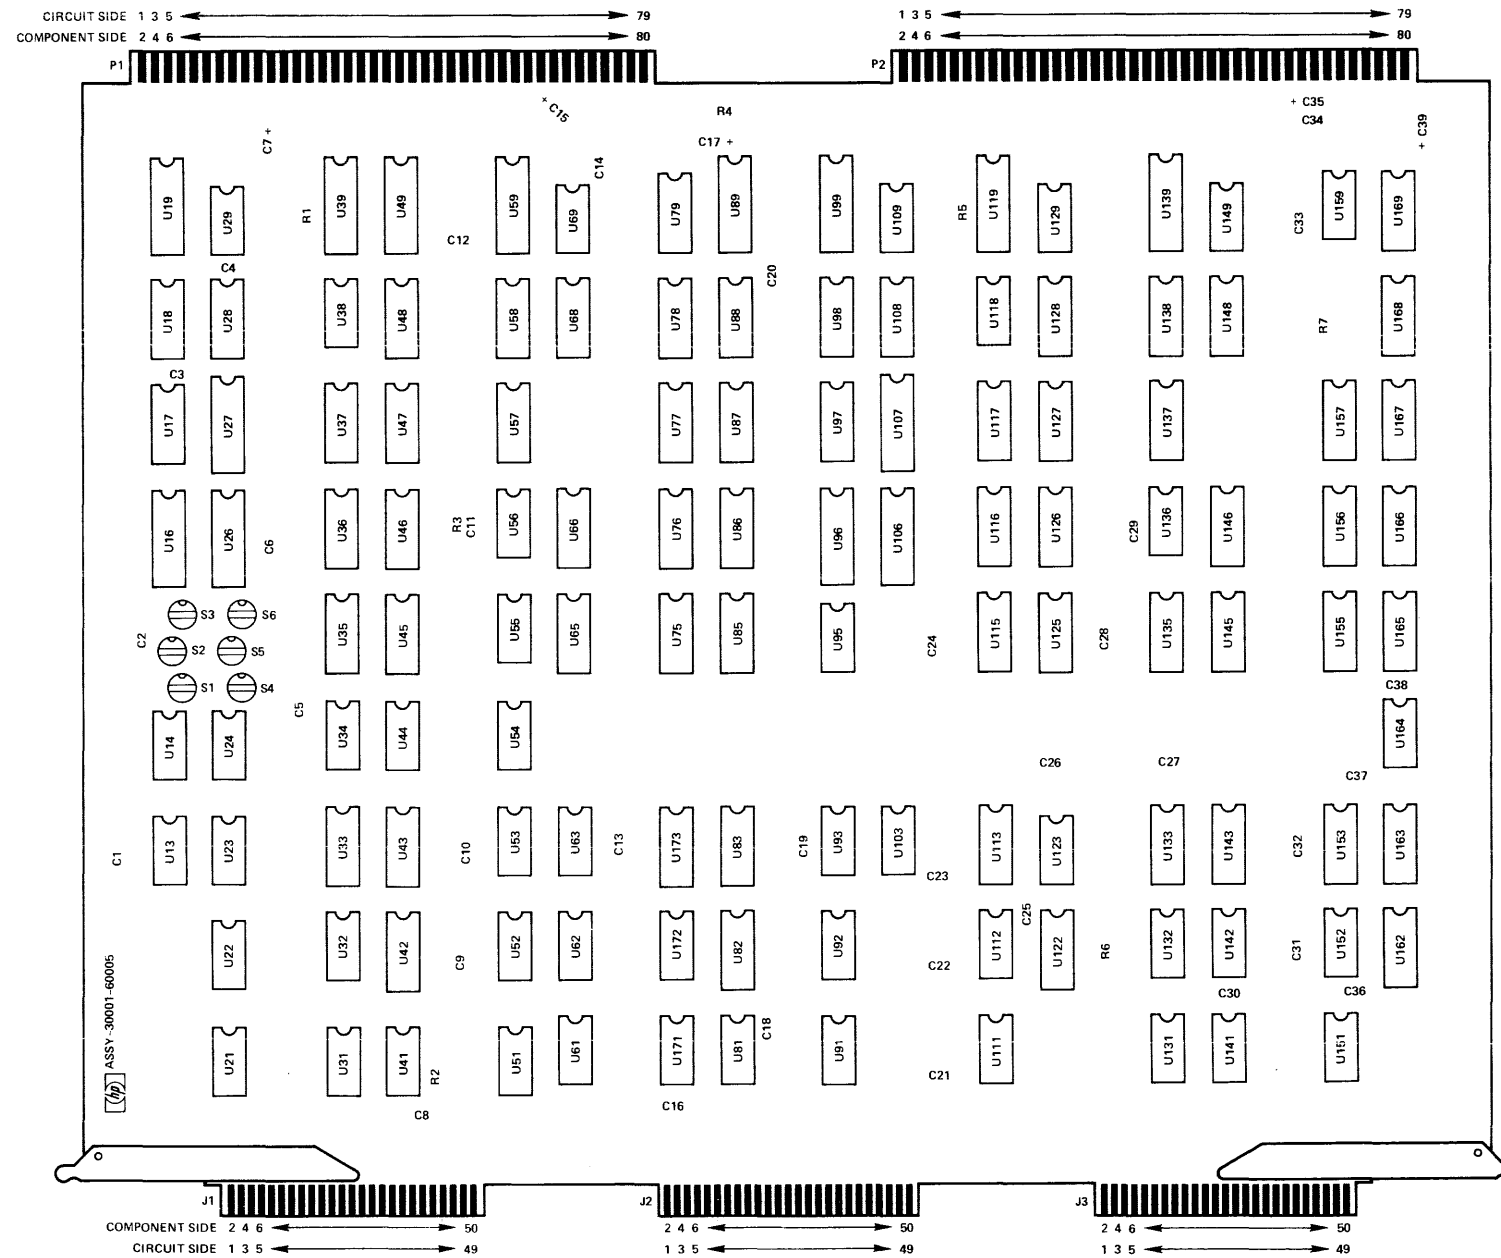 CIRCUIT SIDE 1 3 5 79
1 3 5 79
COMPONENT SIDE 2 4 6 80
2 4 6 80
P1
P2
+ C15
R4
+ C35
C34
C7 +
C17 +
+ C39
C14
U19
U29
R1
U39
U49
C12
U59
U69
U79
U89
U99
U109
R5
U119
U129
U139
U149
C33
U159
U169
C4
C20
U18
U28
U38
U48
U58
U68
U78
U88
U98
U108
U118
U128
U138
U148
R7
U168
C3
U17
U27
U37
U47
U57
U77
U87
U97
U107
U117
U127
U137
U157
U167
U16
U26
C6
U36
U46
R3
C11
U56
U66
U76
U86
U96
U106
U116
U126
C29
U136
U146
U156
U166
S3
S6
C2
S2
S5
S1
S4
U35
U45
U55
U65
U75
U85
U95
C24
U115
U125
C28
U135
U145
U155
U165
C38
U14
U24
C5
U34
U44
U54
C26
C27
U164
C37
C1
U13
U23
U33
U43
C10
U53
U63
C13
U173
U83
C19
U93
U103
C23
U113
U123
U133
U143
C32
U153
U163
U22
U32
U42
C9
U52
U62
U172
U82
U92
C22
U112
C25
U122
R6
U132
U142
C31
U152
U162
C30
C36
hp ASSY-30001-60005
U21
U31
U41
R2
C8
U51
U61
U171
U81
C18
C16
U91
C21
U111
U131
U141
U151
J1
J2
J3
COMPONENT SIDE 2 4 6 50
2 4 6 50
2 4 6 50
CIRCUIT SIDE 1 3 5 49
1 3 5 49
1 3 5 49